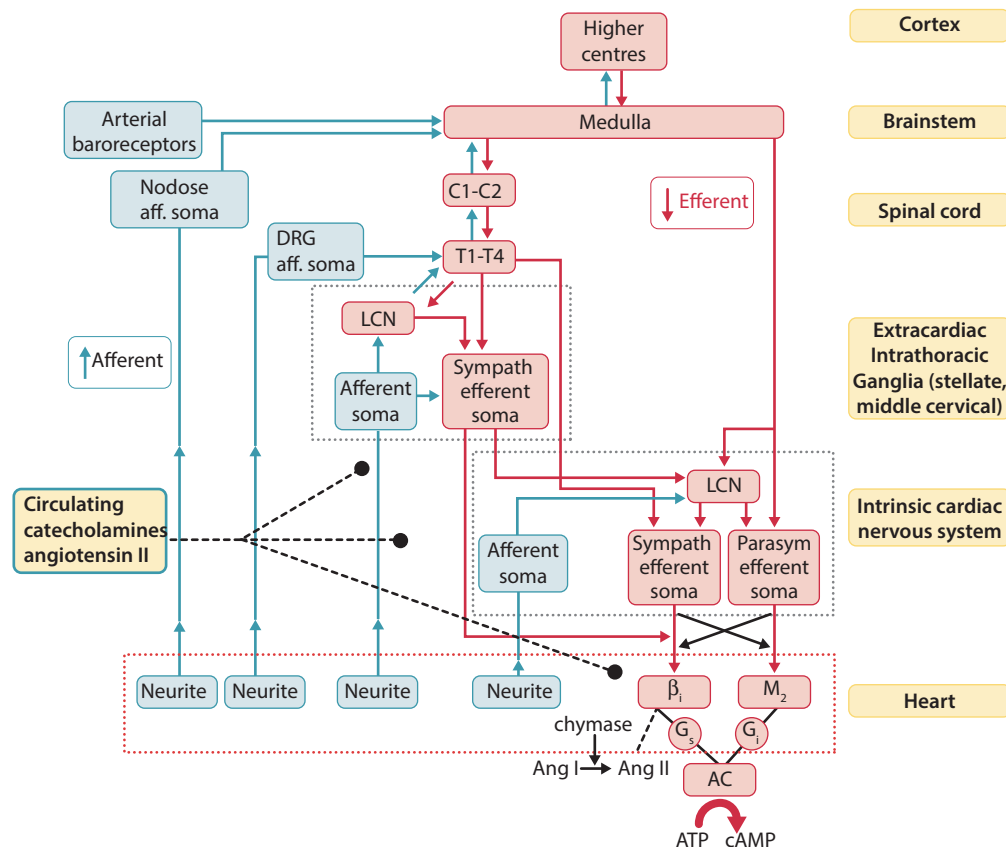 Higher
centres
Cortex
Arterial
baroreceptors
Medulla
Brainstem
Nodose
aff. soma
C1-C2
Efferent
Spinal cord
DRG
aff. soma
T1-T4
LCN
Afferent
Extracardiac
Intrathoracic
Ganglia (stellate,
middle cervical)
Afferent
soma
Sympath
efferent
soma
Circulating
catecholamines
angiotensin II
LCN
Intrinsic cardiac
nervous system
Afferent
soma
Sympath
efferent
soma
Parasym
efferent
soma
Neurite
Neurite
Neurite
Neurite
βi
M2
Heart
chymase
Gs
Gi
Ang I
Ang II
AC
ATP
cAMP